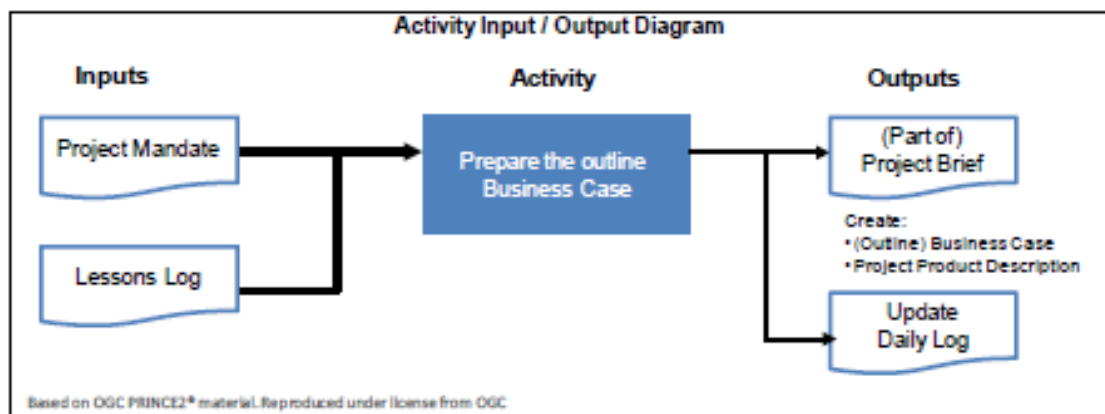 Activity Input / Output Diagram
Inputs
Activity
Outputs
Project Mandate
Lessons Log
Prepare the outline
Business Case
(Part of)
Project Brief
Create:
• (Outline) Business Case
• Project Product Description
Update
Daily Log
Based on OGC PRINCE2® material. Reproduced under license from OGC